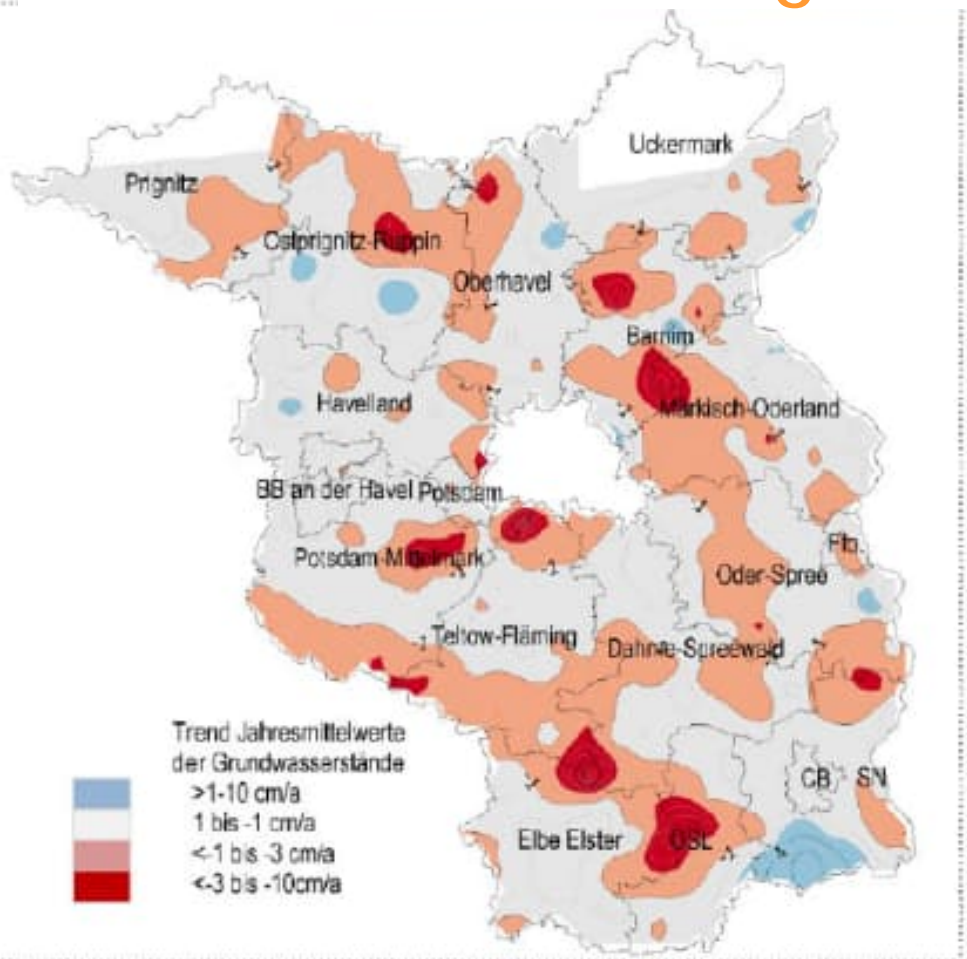 Uckermark
Prignitz
Ostprignitz-Ruppin
Oberhavel
Barnim
Havelland
Märkisch-Oberland
BB an der Havel
Potsdam
Ffo.
Potsdam-Mittelmark
Oder-Spree
Teltow-Fläming
Dahme-Spreewald
Trend Jahresmittelwerte
der Grundwasserstände
>1-10 cm/a
1 bis -1 cm/a
<-1 bis -3 cm/a
<-3 bis -10cm/a
CB
SN
Elbe Elster
OSL